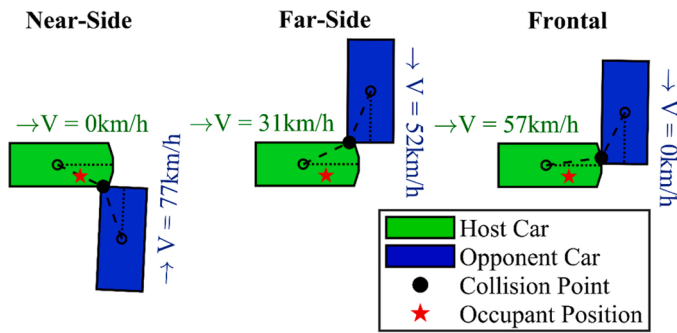 Near-Side
Far-Side
Frontal
→V = 0km/h
→V = 77km/h
→V = 31km/h
→V = 52km/h
→V = 57km/h
→V = 0km/h
Host Car
Opponent Car
Collision Point
Occupant Position